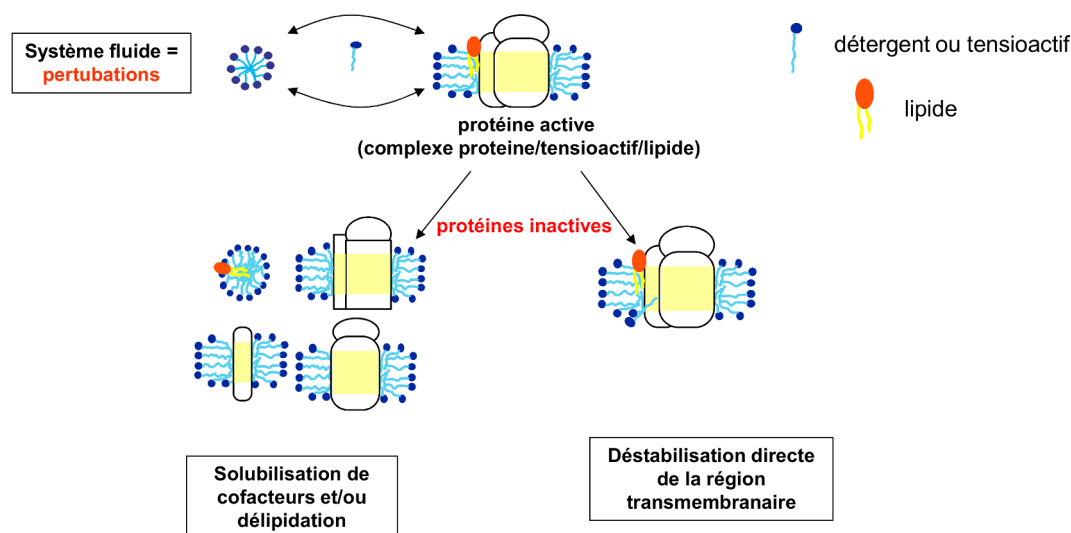 Système fluide =
pertubations
détergent ou tensioactif
lipide
protéine active
(complexe proteine/tensioactif/lipide)
protéines inactives
Solubilisation de
cofacteurs et/ou
délipidation
Déstabilisation directe
de la région
transmembranaire